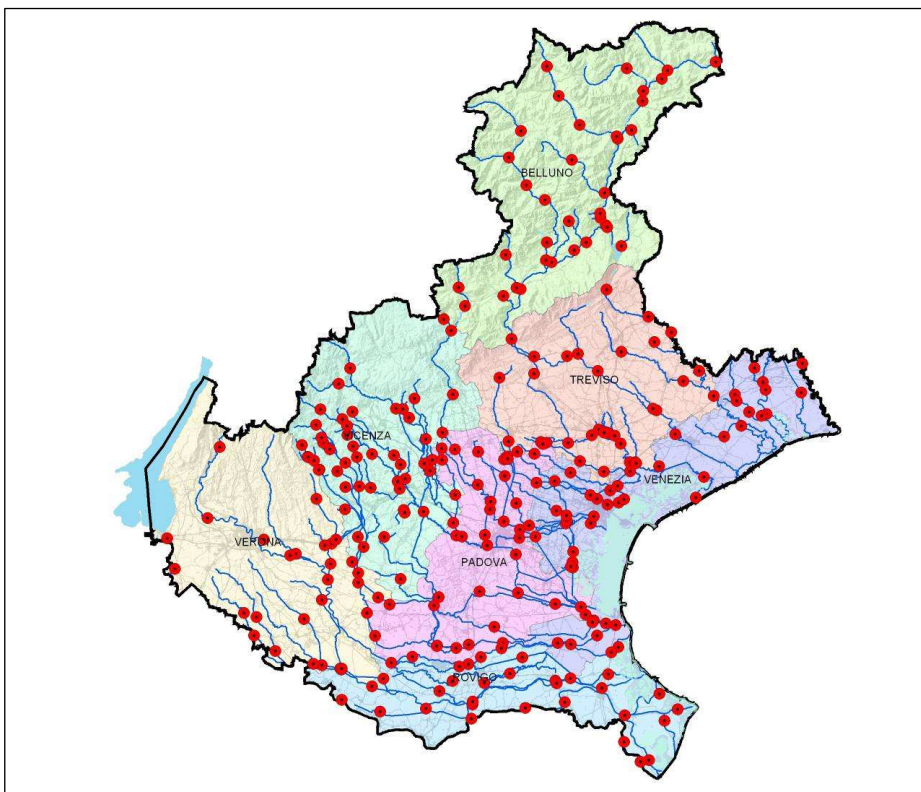 BELLUNO
TREVISO
VICENZA
VENEZIA
VERONA
PADOVA
ROVIGO